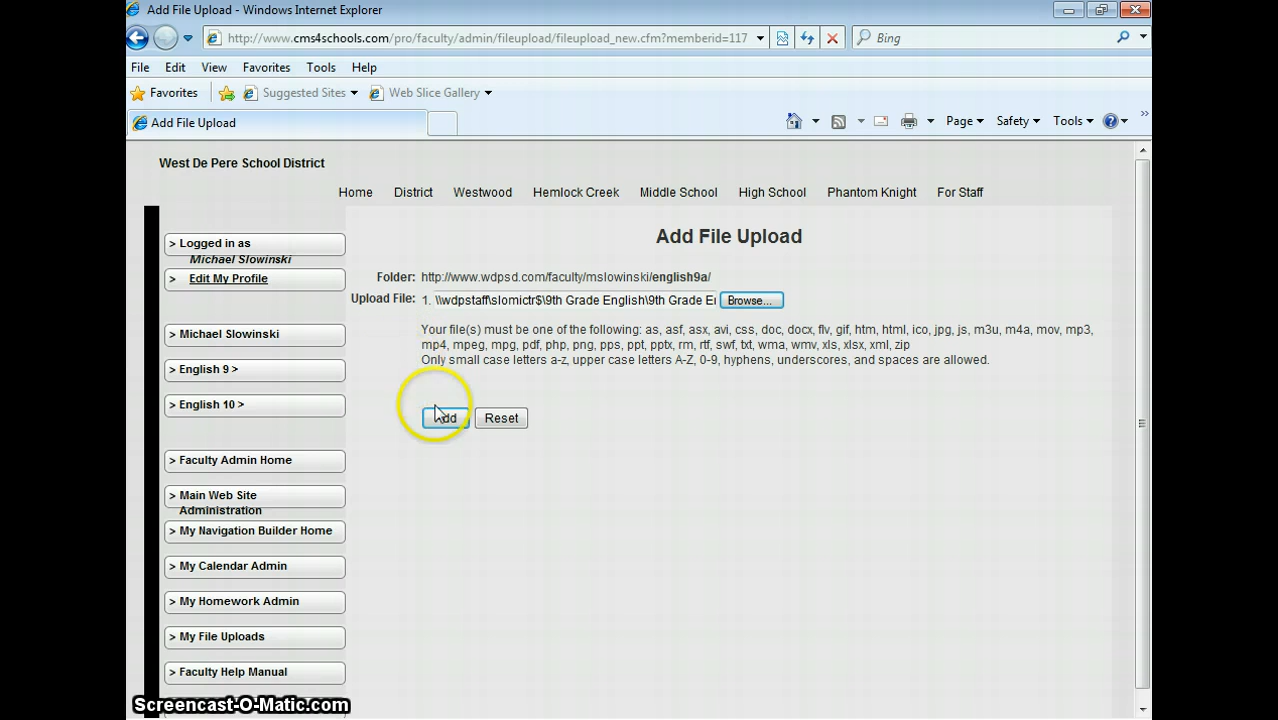 Add File Upload - Windows Internet Explorer
http://www.cms4schools.com/pro/faculty/admin/fileupload/fileupload_new.cfm?memberid=117
Bing
File Edit View Favorites Tools Help
Favorites Suggested Sites Web Slice Gallery
Add File Upload
Page Safety Tools
West De Pere School District
Home District Westwood Hemlock Creek Middle School High School Phantom Knight For Staff
Add File Upload
> Logged in as
Michael Slowinski
> Edit My Profile
> Michael Slowinski
> English 9 >
> English 10 >
> Faculty Admin Home
> Main Web Site
Administration
> My Navigation Builder Home
> My Calendar Admin
> My Homework Admin
> My File Uploads
> Faculty Help Manual
Folder: http://www.wdpsd.com/faculty/mslowinski/english9a/
Upload File: 1. \\wdpstaff\slomictr$\9th Grade English\9th Grade Browse...
Your file(s) must be one of the following: as, asf, asx, avi, css, doc, docx, flv, gif, htm, html, ico, jpg, js, m3u, m4a, mov, mp3,
mp4, mpeg, mpg, pdf, php, png, pps, ppt, pptx, rm, rtf, swf, txt, wma, wmv, xls, xlsx, xml, zip
Only small case letters a-z, upper case letters A-Z, 0-9, hyphens, underscores, and spaces are allowed.
Add Reset
Screencast-O-Matic.com